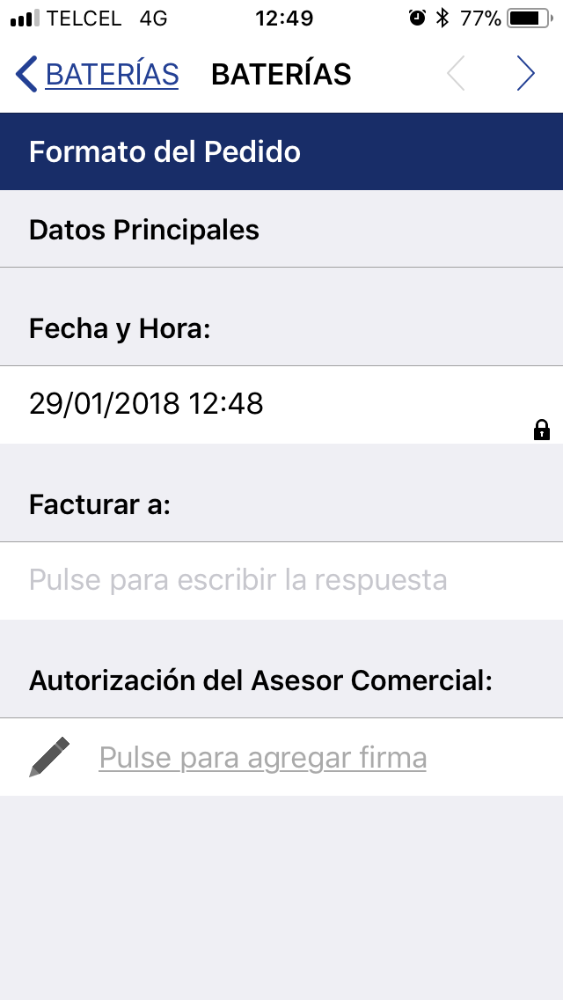 TELCEL 4G 12:49 77%
BATERÍAS BATERÍAS
Formato del Pedido
Datos Principales
Fecha y Hora:
29/01/2018 12:48
Facturar a:
Pulse para escribir la respuesta
Autorización del Asesor Comercial:
Pulse para agregar firma